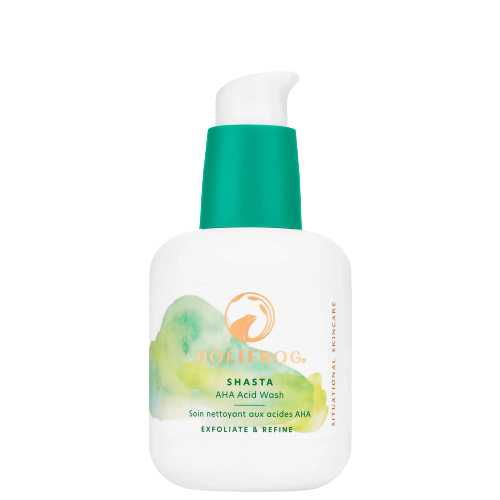 HOLIFROG®
SHASTA
AHA Acid Wash
Soin nettoyant aux acides AHA
EXFOLIATE & REFINE
SITUATIONAL SKINCARE